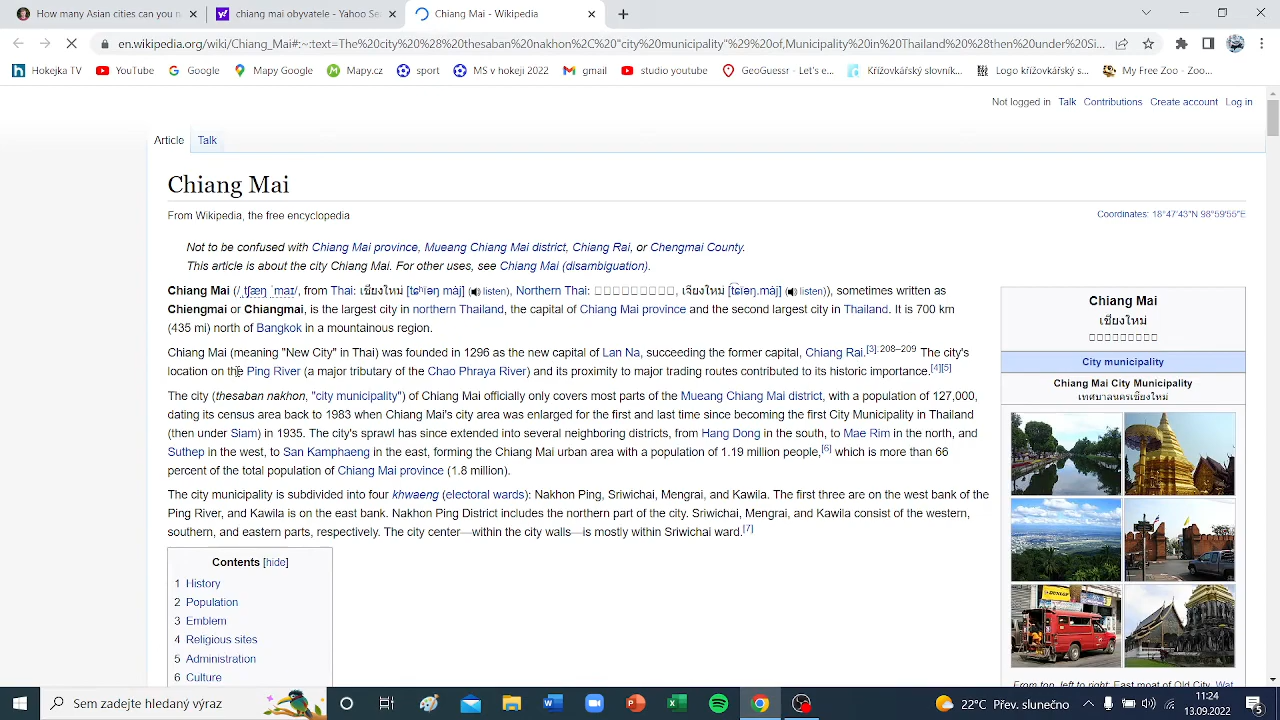 How many Asian cities can you n
chiang mai obyvatele - Yahoo Se
Chiang Mai - Wikipedia
en.wikipedia.org/wiki/Chiang_Mai#:~:text=The%20city%20%28%20thesaban%20nakhon%2C%20"city%20municipality"%29%20of,Municipality%20in%20Thailand%20%28then%20under%20Si...
Hokejka TV YouTube Google Mapy Google Mapy.cz sport MS v hokeji 2022 gmail studio youtube GeoGuessr - Let's e... Křížovkářský slovník... Logo křížovkářský s... My Free Zoo - Zoo...
Not logged in Talk Contributions Create account Log in
Article Talk
Chiang Mai
From Wikipedia, the free encyclopedia
Coordinates: 18°47′43″N 98°59′55″E
Not to be confused with Chiang Mai province, Mueang Chiang Mai district, Chiang Rai, or Chengmai County.
This article is about the city Chiang Mai. For other uses, see Chiang Mai (disambiguation).
Chiang Mai (/ˌtʃæŋ ˈmaɪ/, from Thai: เชียงใหม่ [tɕʰiəŋ màj] (listen), Northern Thai: เจียงใหม่ [t͡ɕīəŋ.màj] (listen)), sometimes written as
Chiengmai or Chiangmai, is the largest city in northern Thailand, the capital of Chiang Mai province and the second largest city in Thailand. It is 700 km
(435 mi) north of Bangkok in a mountainous region.
Chiang Mai (meaning "New City" in Thai) was founded in 1296 as the new capital of Lan Na, succeeding the former capital, Chiang Rai.[3]: 208–209 The city's
location on the Ping River (a major tributary of the Chao Phraya River) and its proximity to major trading routes contributed to its historic importance.[4][5]
The city (thesaban nakhon, "city municipality") of Chiang Mai officially only covers most parts of the Mueang Chiang Mai district, with a population of 127,000,
dating its census area back to 1983 when Chiang Mai's city area was enlarged for the first and last time since becoming the first City Municipality in Thailand
(then under Siam) in 1935. The city's sprawl has since extended into several neighboring districts, from Hang Dong in the south, to Mae Rim in the north, and
Suthep in the west, to San Kamphaeng in the east, forming the Chiang Mai urban area with a population of 1.19 million people,[6] which is more than 66
percent of the total population of Chiang Mai province (1.8 million).
The city municipality is subdivided into four khwaeng (electoral wards): Nakhon Ping, Sriwichai, Mengrai, and Kawila. The first three are on the west bank of the
Ping River, and Kawila is on the east bank. Nakhon Ping District includes the northern part of the city. Sriwichai, Mengrai, and Kawila consist of the western,
southern, and eastern parts, respectively. The city center—within the city walls—is mostly within Sriwichai ward.[7]
Contents [hide]
1 History
2 Population
3 Emblem
4 Religious sites
5 Administration
6 Culture
Chiang Mai
เชียงใหม่
City municipality
Chiang Mai City Municipality
เทศบาลนครเชียงใหม่
DUNLOP
From top, left to right: East moat of Old City, Wat
Sem zadejte hledaný výraz
22°C Přev. slunečno
11:24
13.09.2022
5